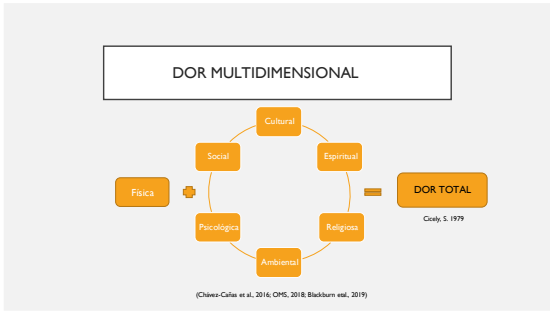 DOR MULTIDIMENSIONAL
Cultural
Social
Espiritual
Física
DOR TOTAL
Cicely, S. 1979
Psicológica
Religiosa
Ambiental
(Chávez-Cañas et al., 2016; OMS, 2018; Blackburn etal., 2019)